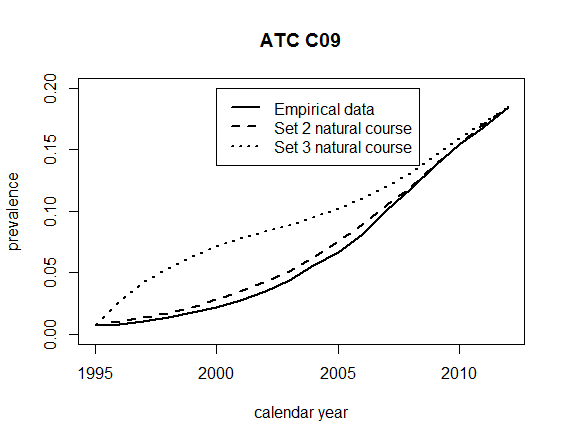 ATC C09
Empirical data
Set 2 natural course
Set 3 natural course
prevalence
0.20
0.15
0.10
0.05
0.00
1995
2000
2005
2010
calendar year